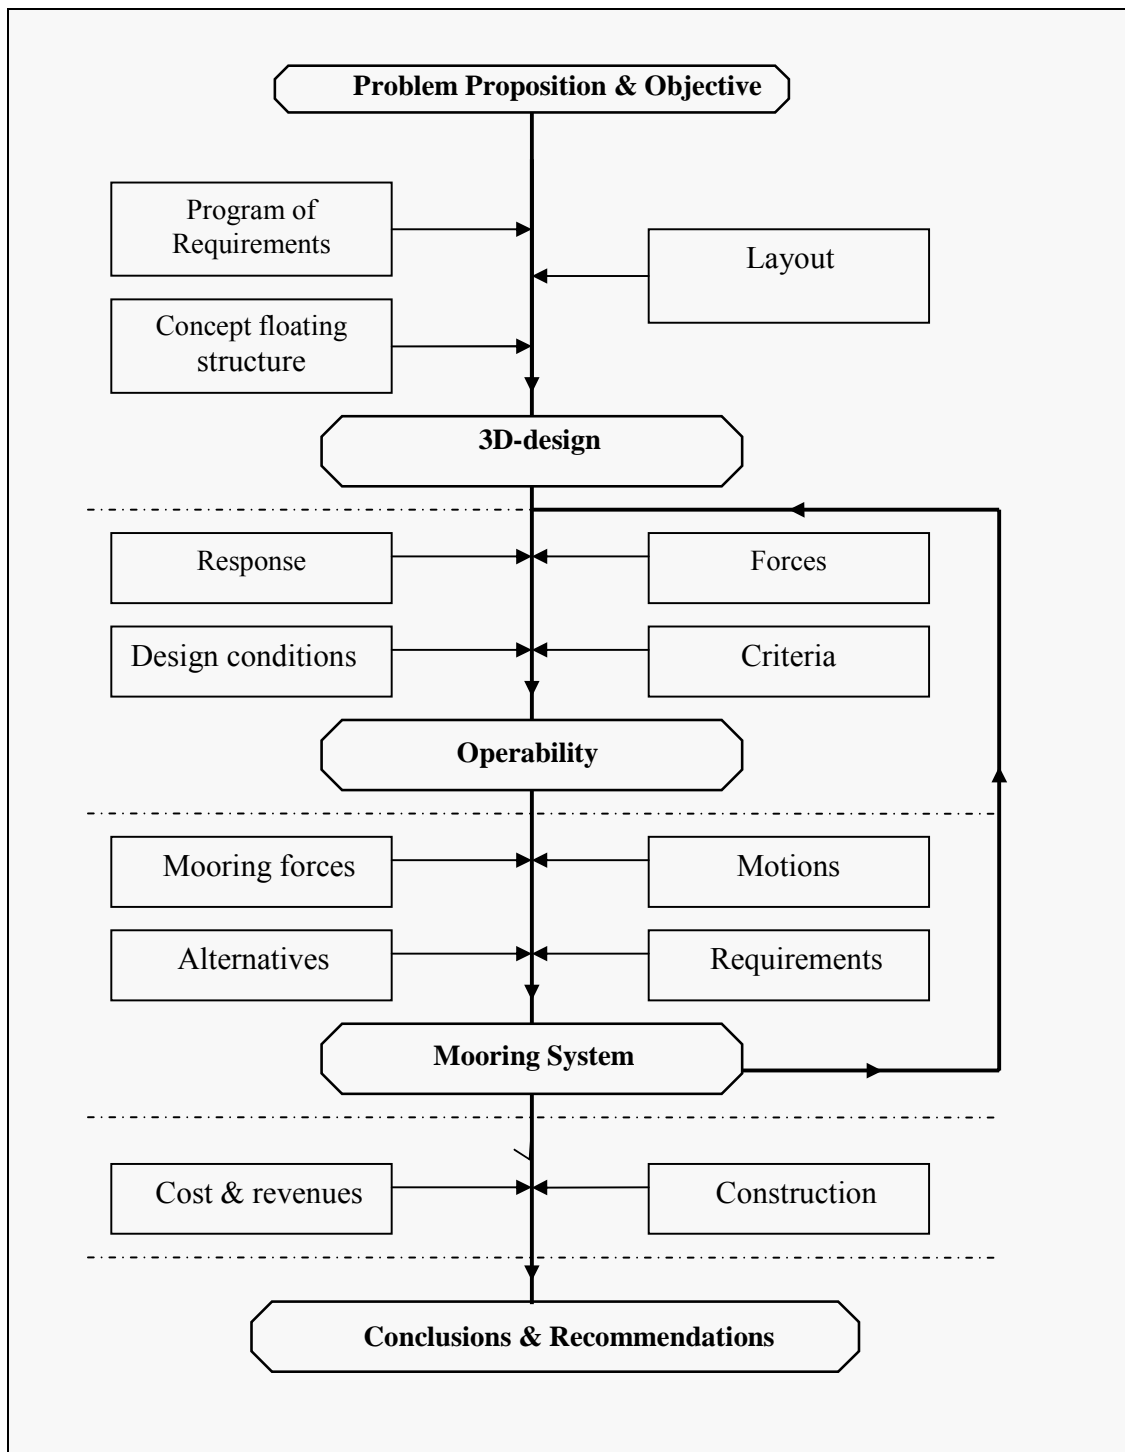 Problem Proposition & Objective
Program of
Requirements
Layout
Concept floating
structure
3D-design
Response
Forces
Design conditions
Criteria
Operability
Mooring forces
Motions
Alternatives
Requirements
Mooring System
Cost & revenues
Construction
Conclusions & Recommendations